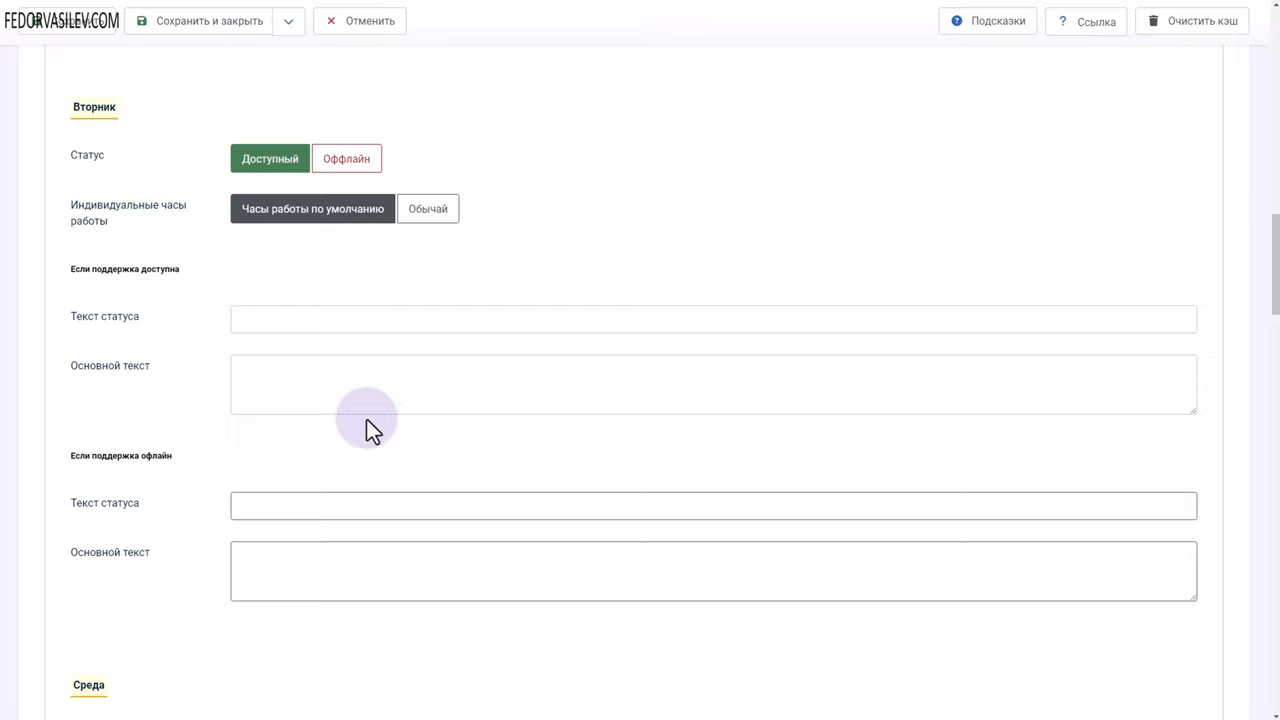 FEDORVASILEV.COM
Сохранить и закрыть
Отменить
Подсказки
Ссылка
Очистить кэш
Вторник
Статус
Доступный
Оффлайн
Индивидуальные часы
работы
Часы работы по умолчанию
Обычай
Если поддержка доступна
Текст статуса
Основной текст
Если поддержка офлайн
Текст статуса
Основной текст
Среда